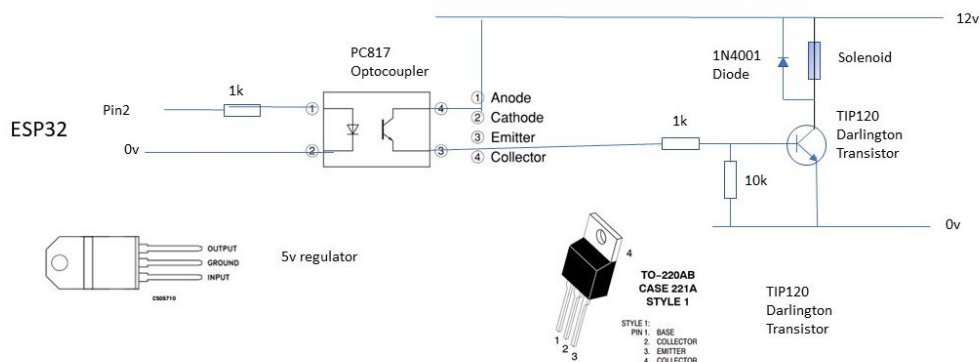 12v
PC817
Optocoupler
1N4001
Diode
Solenoid
1k
Pin2
ESP32
0v
① Anode
② Cathode
③ Emitter
④ Collector
①
②
④
③
1k
TIP120
Darlington
Transistor
10k
0v
OUTPUT
GROUND
INPUT
CS0S710
5v regulator
4
TO-220AB
CASE 221A
STYLE 1
1
2
3
STYLE 1:
PIN 1. BASE
2. COLLECTOR
3. EMITTER
4. COLLECTOR
TIP120
Darlington
Transistor